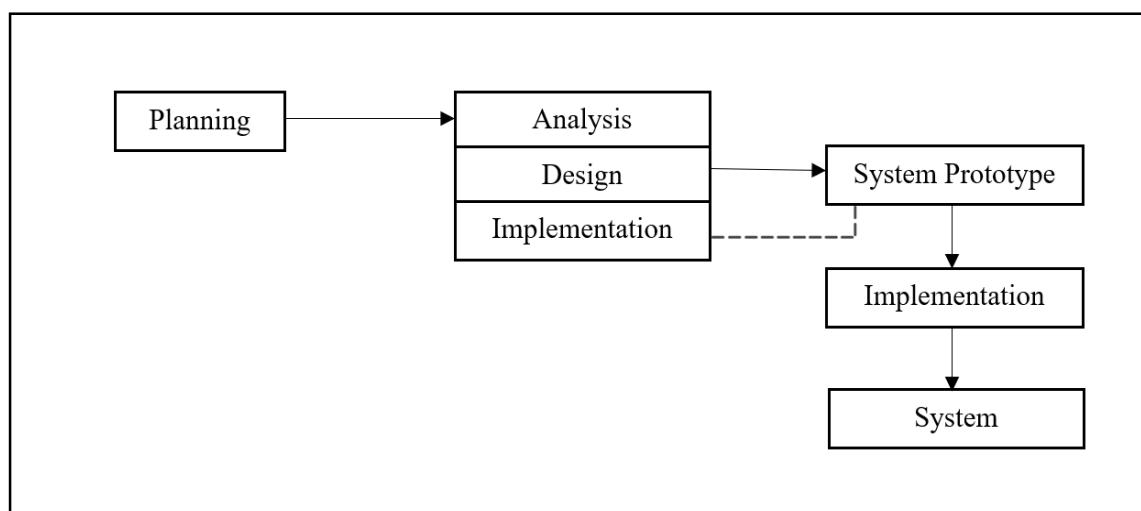 Planning
Analysis
Design
Implementation
System Prototype
Implementation
System